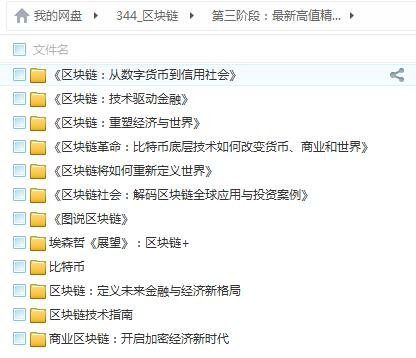 我的网盘 344_区块链 第三阶段：最新高值精...
文件名
《区块链：从数字货币到信用社会》
《区块链：技术驱动金融》
《区块链：重塑经济与世界》
《区块链革命：比特币底层技术如何改变货币、商业和世界》
《区块链将如何重新定义世界》
《区块链社会：解码区块链全球应用与投资案例》
《图说区块链》
埃森哲《展望》：区块链+
比特币
区块链：定义未来金融与经济新格局
区块链技术指南
商业区块链：开启加密经济新时代